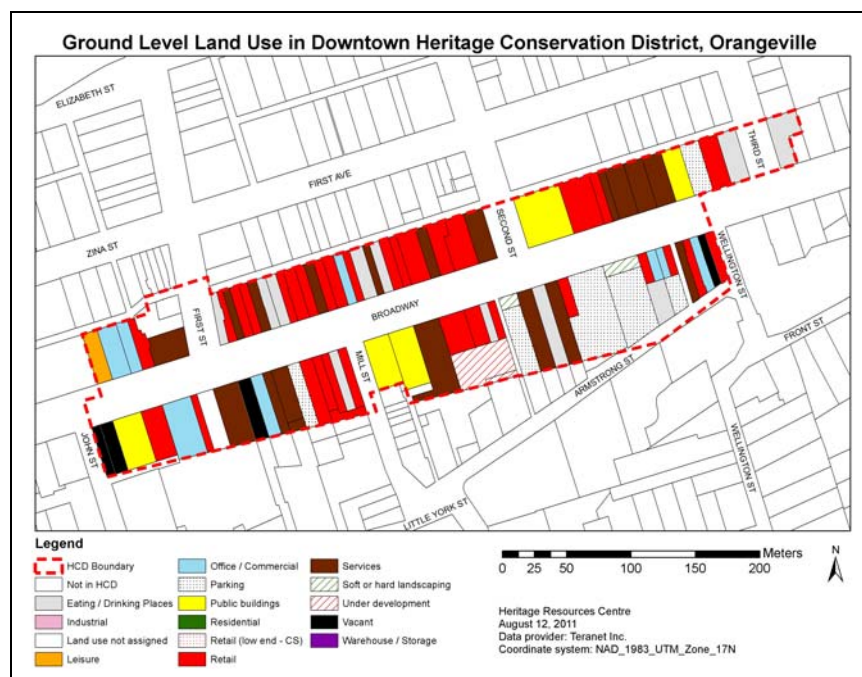 Ground Level Land Use in Downtown Heritage Conservation District, Orangeville
ELIZABETH ST
FIRST AVE
ZINA ST
FIRST ST
BROADWAY
SECOND ST
THIRD ST
WELLINGTON ST
FRONT ST
MILL ST
ARMSTRONG ST
JOHN ST
LITTLE YORK ST
WELLINGTON ST
Legend
HCD Boundary
Not in HCD
Eating / Drinking Places
Industrial
Land use not assigned
Leisure
Office / Commercial
Parking
Public buildings
Residential
Retail (low end - CS)
Retail
Services
Soft or hard landscaping
Under development
Vacant
Warehouse / Storage
Meters
0 25 50 100 150 200
N
Heritage Resources Centre
August 12, 2011
Data provider: Teranet Inc.
Coordinate system: NAD_1983_UTM_Zone_17N